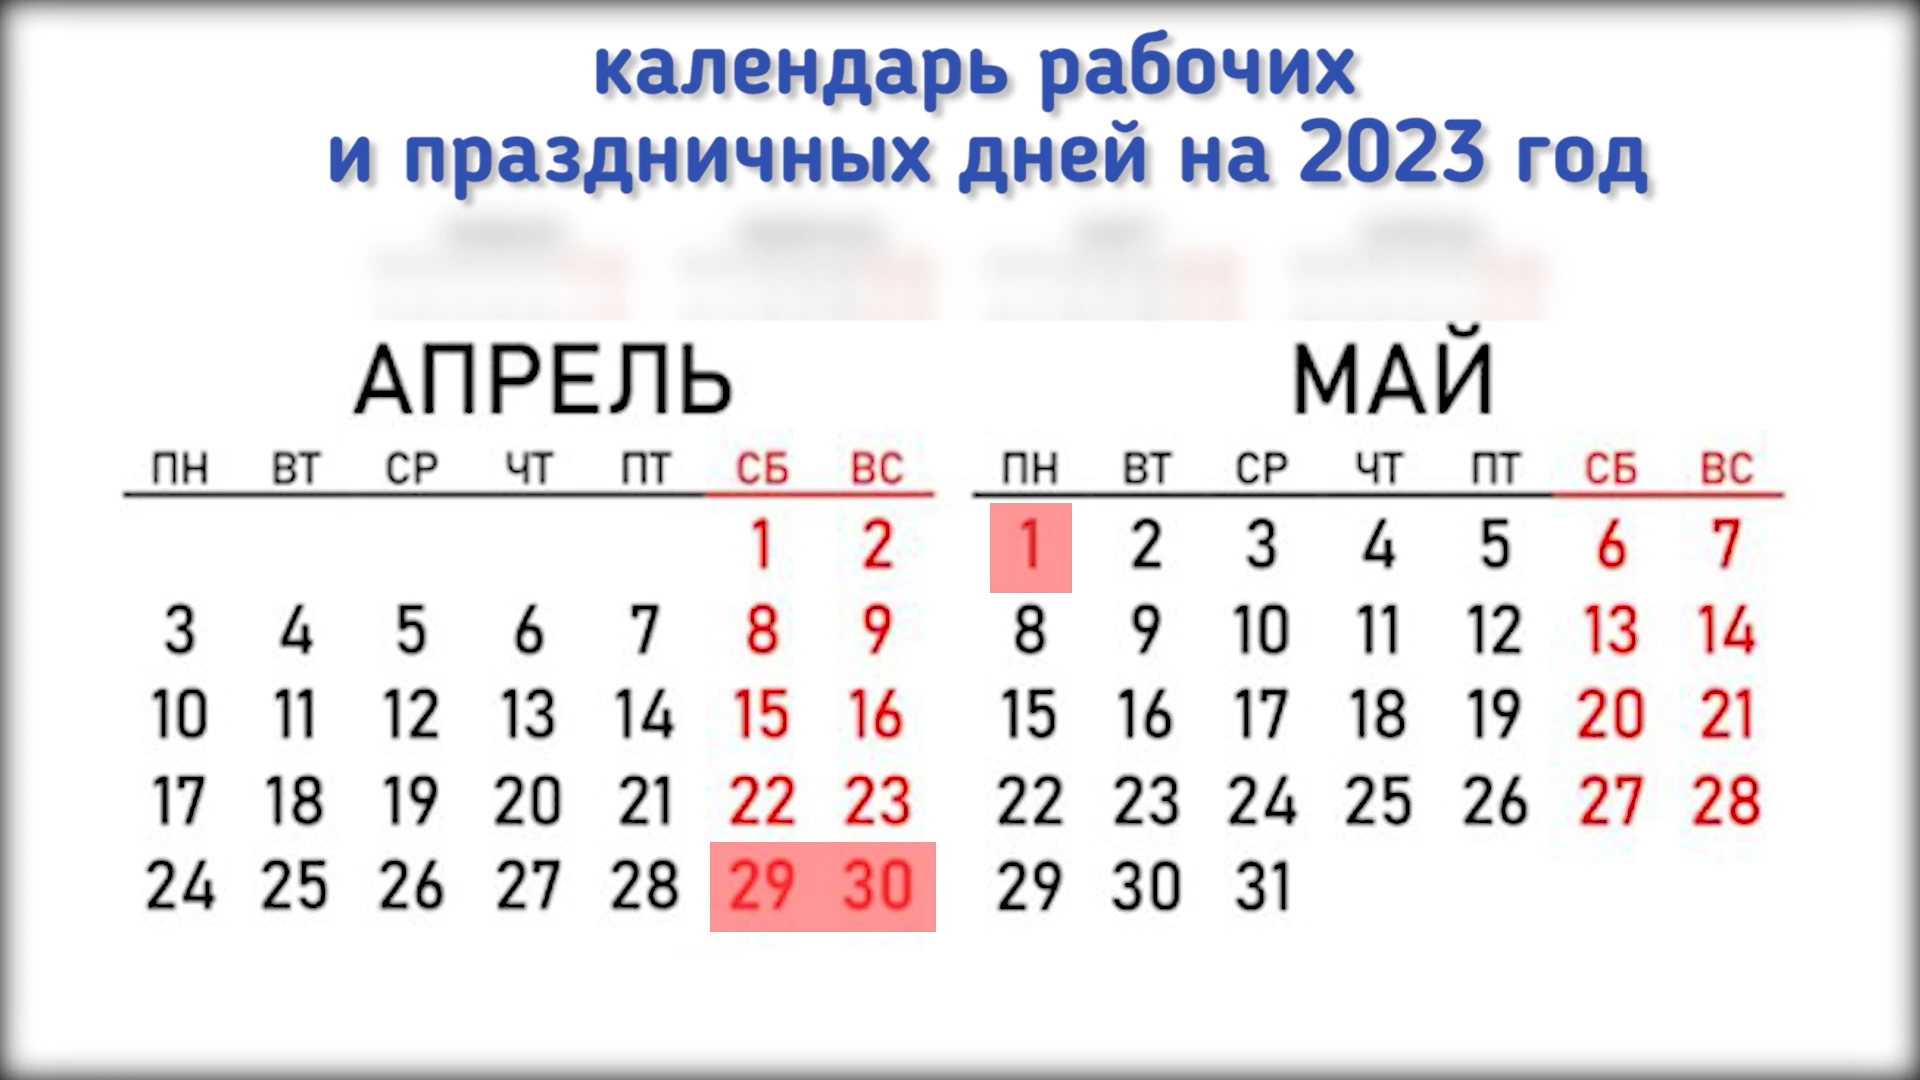 календарь рабочих
и праздничных дней на 2023 год
АПРЕЛЬ
ПН ВТ СР ЧТ ПТ СБ ВС
1 2
3 4 5 6 7 8 9
10 11 12 13 14 15 16
17 18 19 20 21 22 23
24 25 26 27 28 29 30
МАЙ
ПН ВТ СР ЧТ ПТ СБ ВС
1 2 3 4 5 6 7
8 9 10 11 12 13 14
15 16 17 18 19 20 21
22 23 24 25 26 27 28
29 30 31